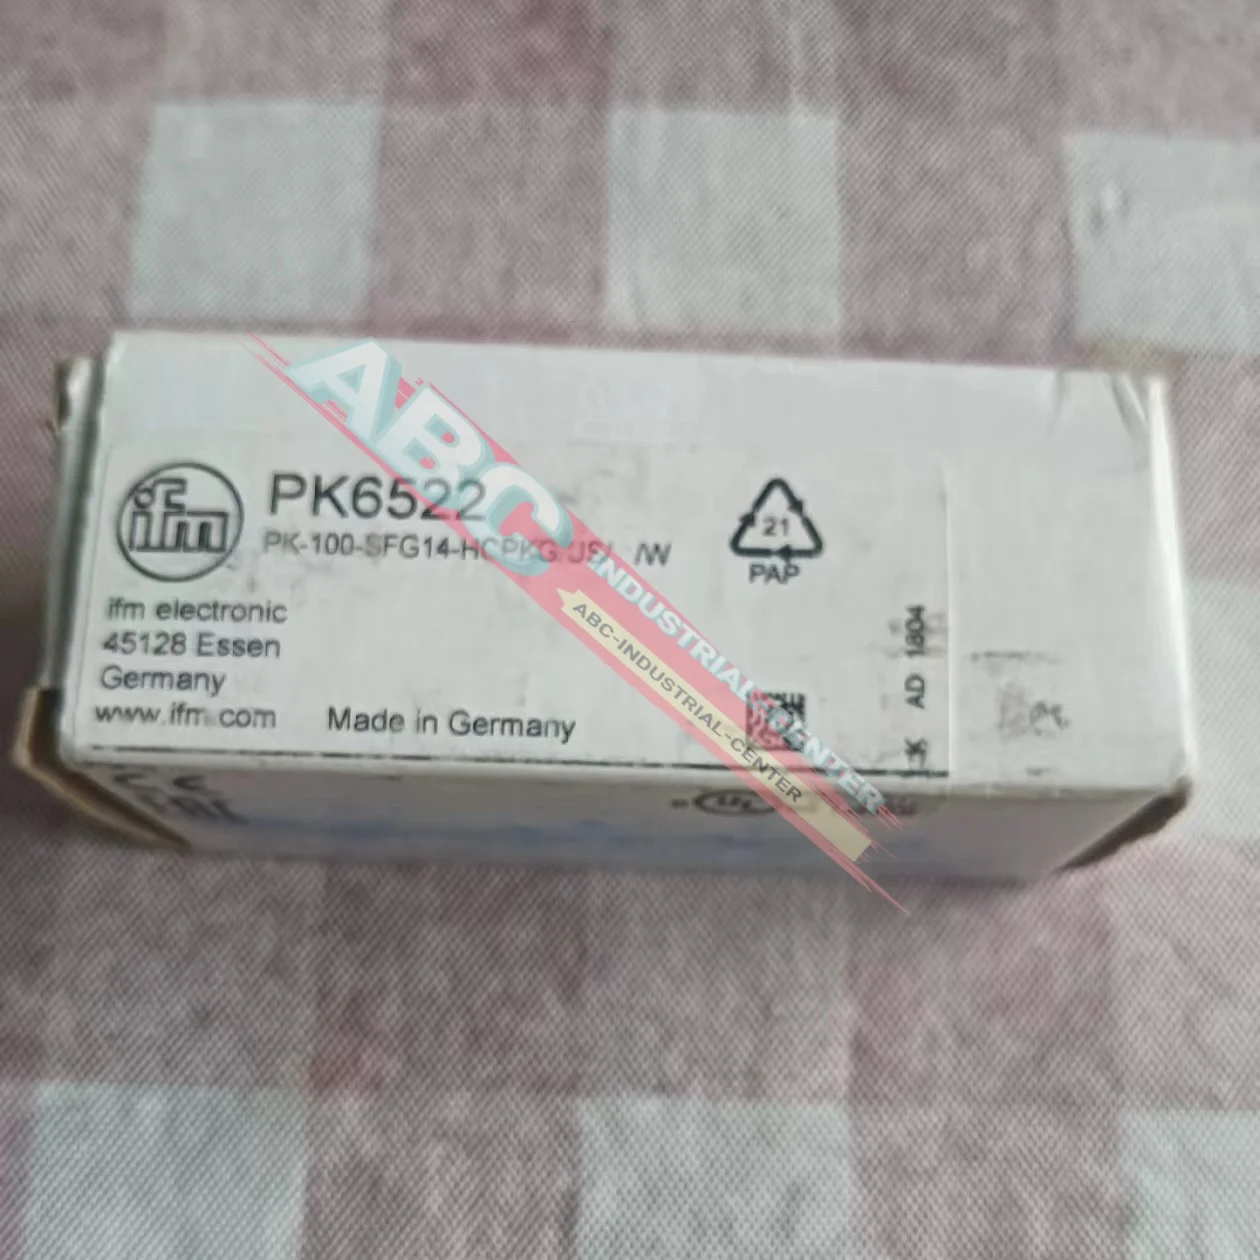 ifm
PK6522
PK-100-SFG14-HCPKG/US/ /W
ifm electronic
45128 Essen
Germany
www.ifm.com
Made in Germany
21
PAP
K AD 1804
ABC
INDUSTRIAL-CENTER
ABC-INDUSTRIAL-CENTER